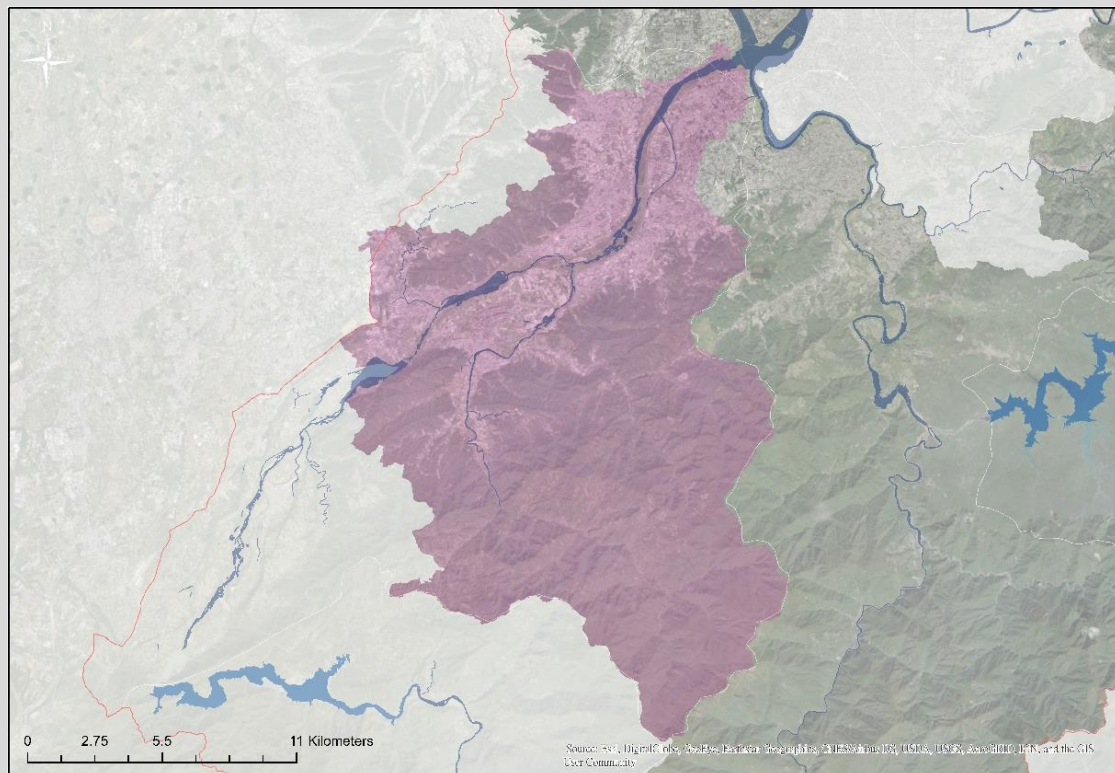 0 2.75 5.5 11 Kilometers
Source: Esri, DigitalGlobe, GeoEye, Earthstar Geographics, CNES/Airbus DS, USDA, USGS, AeroGRID, IGN, and the GIS
User Community